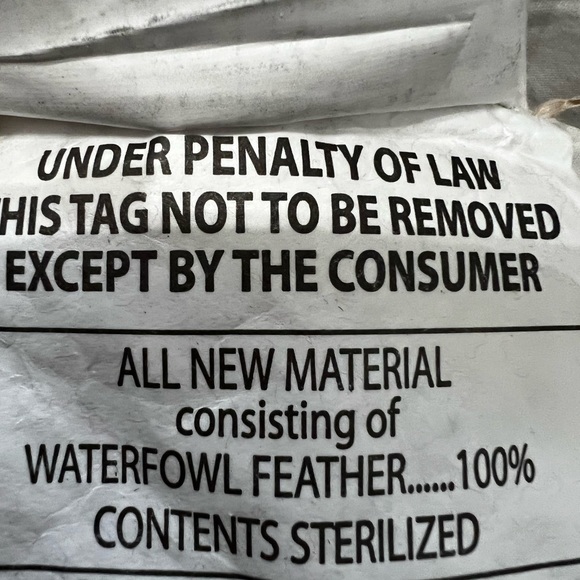 UNDER PENALTY OF LAW
HIS TAG NOT TO BE REMOVED
EXCEPT BY THE CONSUMER
ALL NEW MATERIAL
consisting of
WATERFOWL FEATHER......100%
CONTENTS STERILIZED